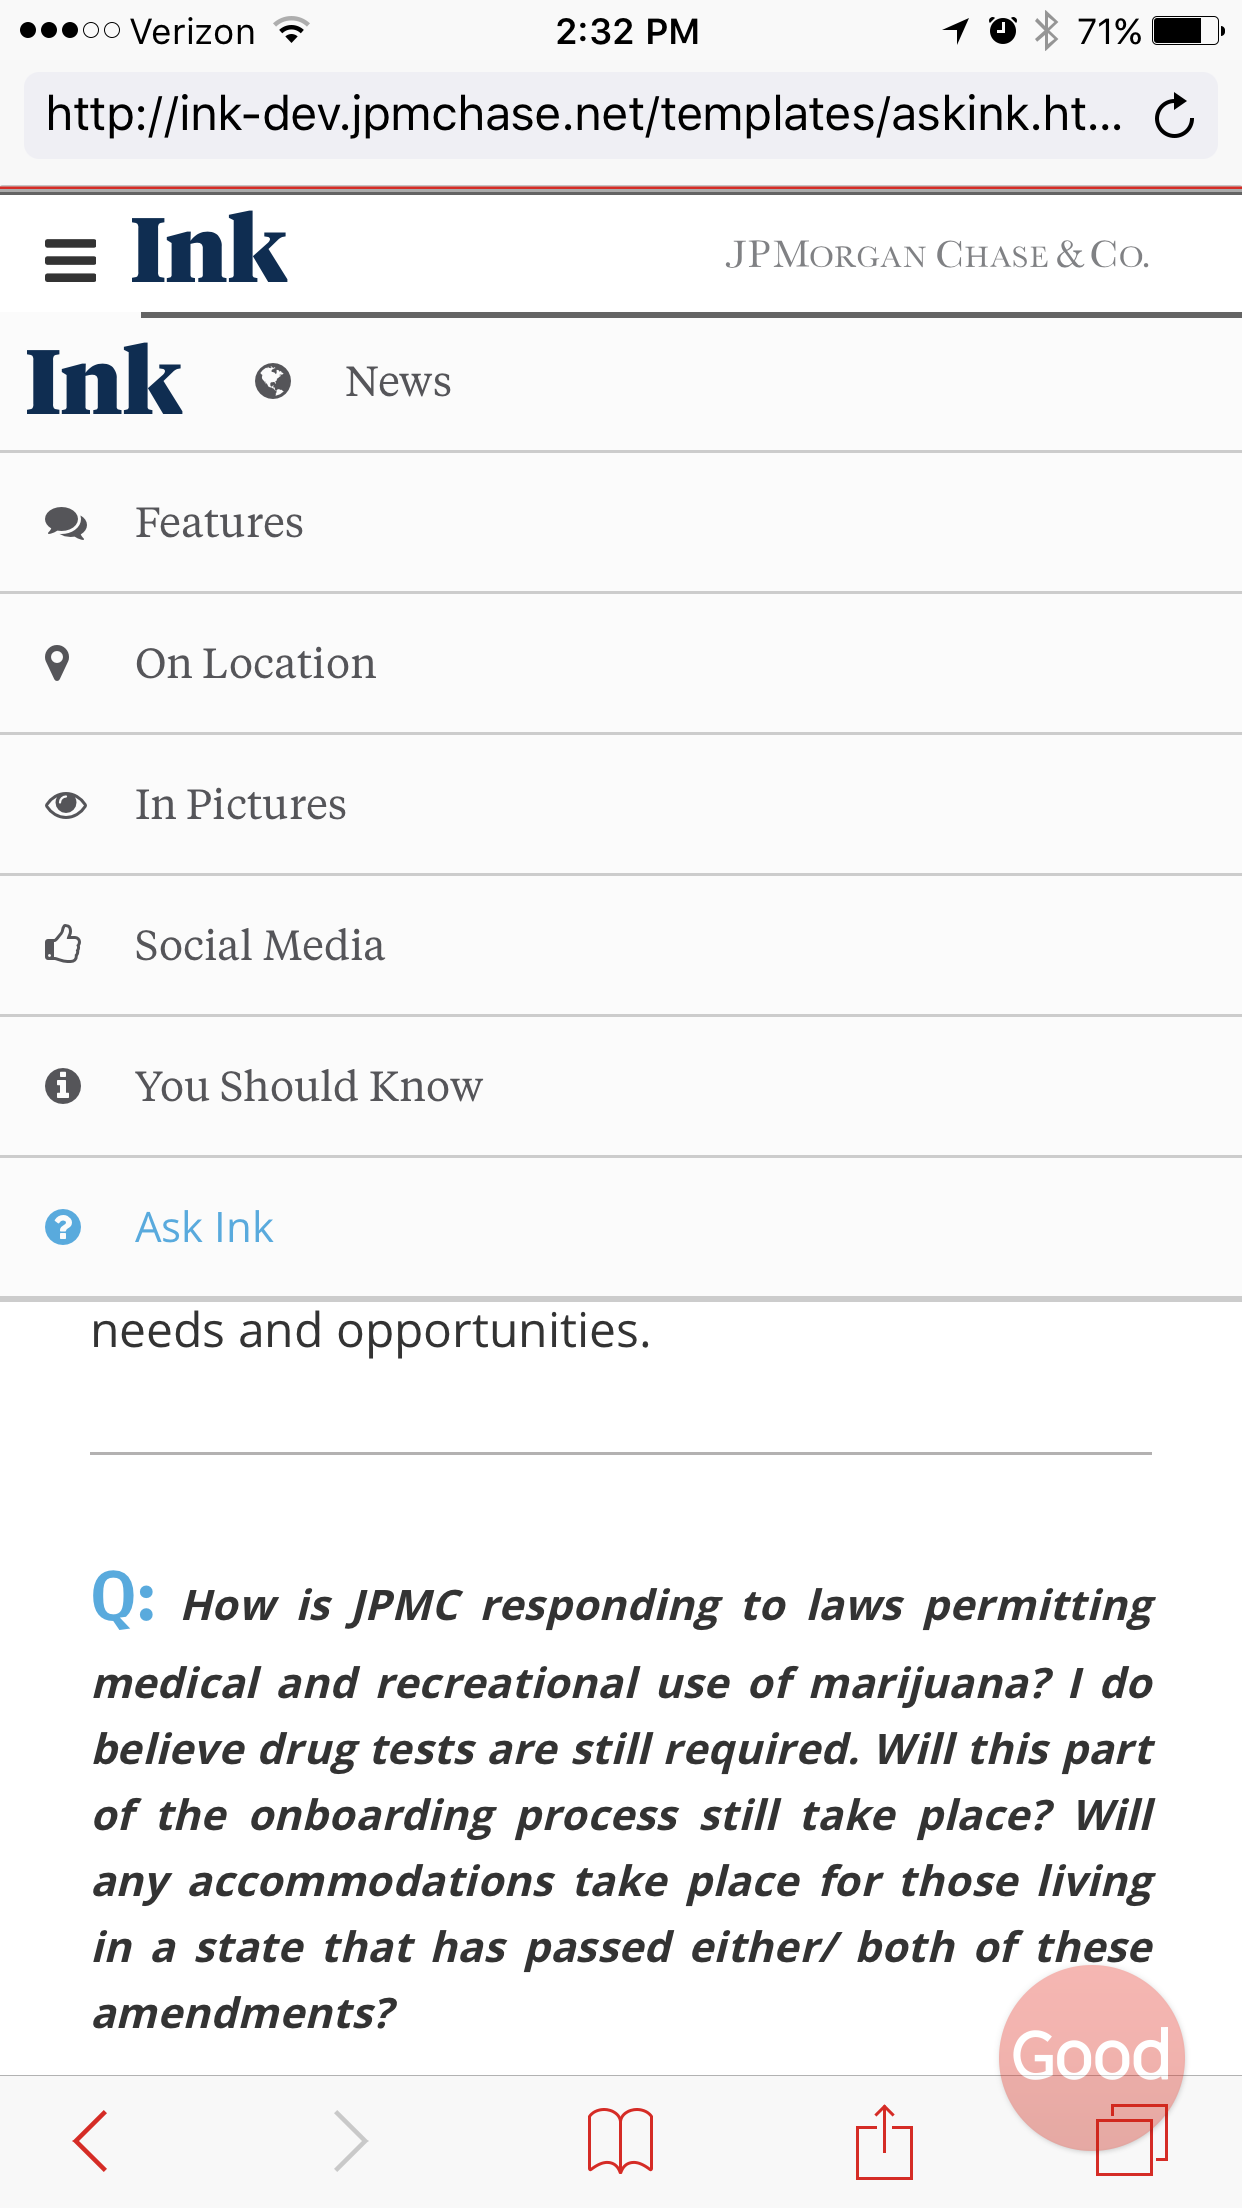 Verizon 2:32 PM 71%
http://ink-dev.jpmchase.net/templates/askink.ht...
Ink JPMORGAN CHASE & CO.
Ink News
Features
On Location
In Pictures
Social Media
You Should Know
Ask Ink
needs and opportunities.
Q: How is JPMC responding to laws permitting
medical and recreational use of marijuana? I do
believe drug tests are still required. Will this part
of the onboarding process still take place? Will
any accommodations take place for those living
in a state that has passed either/ both of these
amendments?
Good